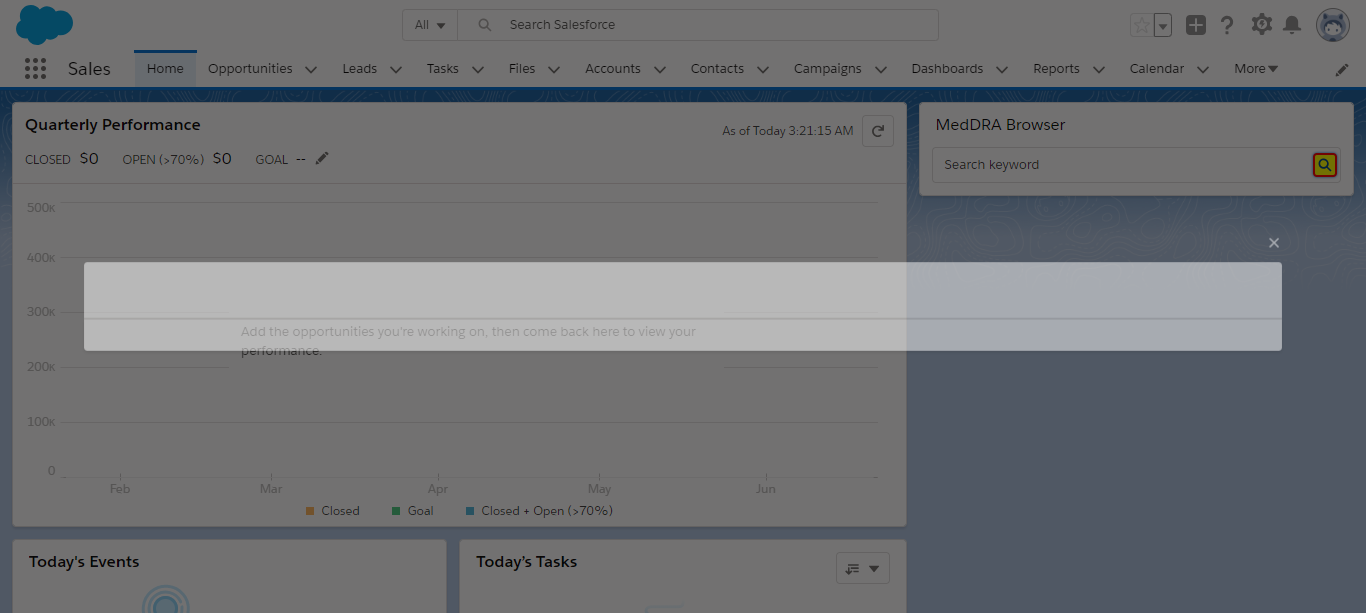 All
Search Salesforce
Sales
Home
Opportunities
Leads
Tasks
Files
Accounts
Contacts
Campaigns
Dashboards
Reports
Calendar
More
Quarterly Performance
As of Today 3:21:15 AM
CLOSED $0 OPEN (>70%) $0 GOAL --
MedDRA Browser
Search keyword
500K
400K
300K
200K
100K
0
Add the opportunities you're working on, then come back here to view your
performance.
Feb Mar Apr May Jun
Closed Goal Closed + Open (>70%)
Today's Events
Today's Tasks